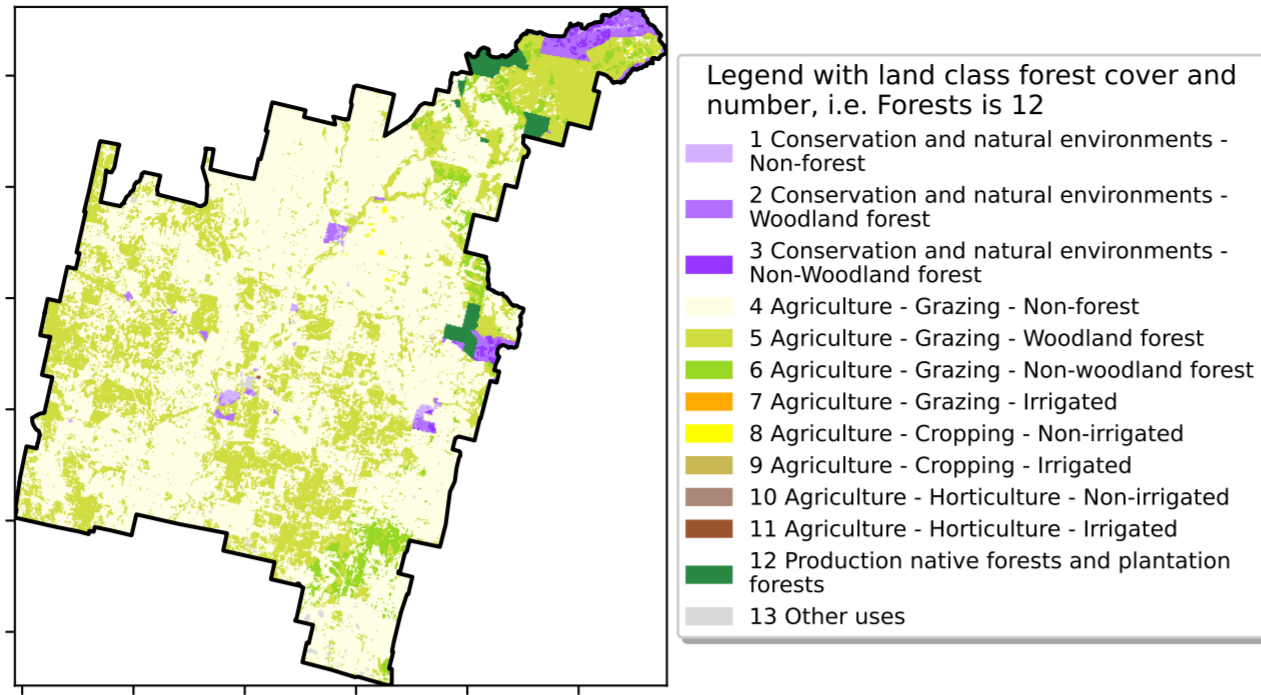 Legend with land class forest cover and
number, i.e. Forests is 12
1 Conservation and natural environments -
Non-forest
2 Conservation and natural environments -
Woodland forest
3 Conservation and natural environments -
Non-Woodland forest
4 Agriculture - Grazing - Non-forest
5 Agriculture - Grazing - Woodland forest
6 Agriculture - Grazing - Non-woodland forest
7 Agriculture - Grazing - Irrigated
8 Agriculture - Cropping - Non-irrigated
9 Agriculture - Cropping - Irrigated
10 Agriculture - Horticulture - Non-irrigated
11 Agriculture - Horticulture - Irrigated
12 Production native forests and plantation
forests
13 Other uses